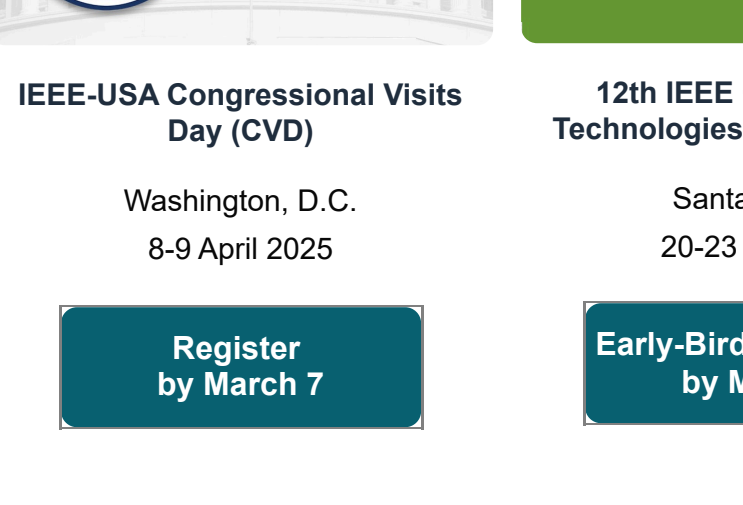 IEEE-USA Congressional Visits
Day (CVD)
Washington, D.C.
8-9 April 2025
Register
by March 7
12th IEEE
Technologies
Santa
20-23
Early-Bird
by M